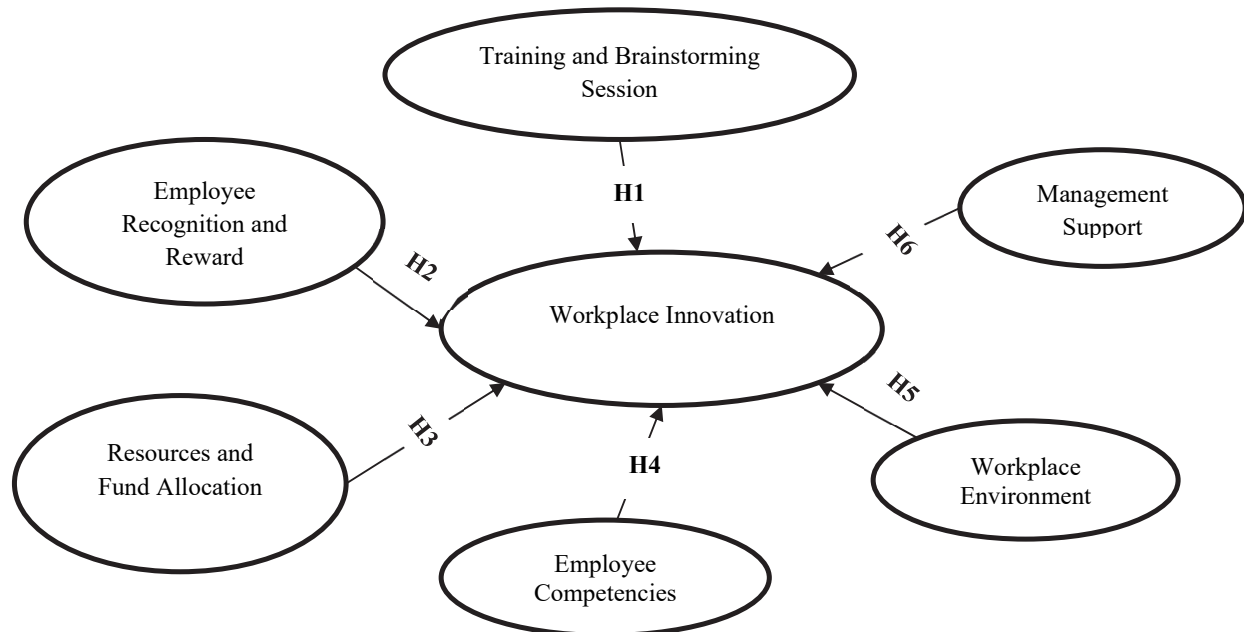 Training and Brainstorming
Session
H1
Employee
Recognition and
Reward
H2
Management
Support
H6
Workplace Innovation
Resources and
Fund Allocation
H3
H4
Employee
Competencies
H5
Workplace
Environment